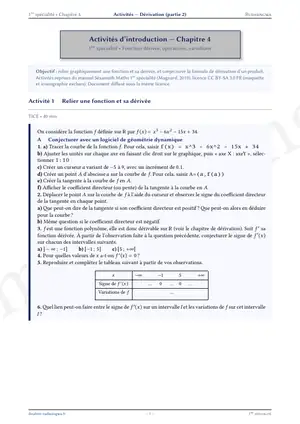 1re spécialité • Chapitre 4 Activités – Dérivation (partie 2)
Activités d'introduction – Chapitre 4
1re spécialité • Fonction dérivée, opérations, variations
Objectif : relier graphiquement une fonction et sa dérivée, et conjecturer la formule de dérivation d'un produit.
Activités reprises du manuel Sésamath Maths 1re spécialité (Magnard, 2019)
Document diffusé sous la même licence.
Activité 1 Relier une fonction et sa dérivée
TICE • 40 min
On considère la fonction f définie sur ℝ par f(x) = x³ − 6x² − 15x + 34.
A Conjecturer avec un logiciel de géométrie dynamique
1. a) Tracer la courbe de la fonction f. Pour cela, saisir f(x) = x^3 - 6x^2 - 15x + 34
b) Ajuster les unités sur chaque axe en faisant clic droit sur le graphique, puis « axe X : axeY », sélectionner 1 : 10
c) Créer un curseur a variant de −5 à 9, avec un incrément de 0.1.
d) Créer un point A d'abscisse a sur la courbe de f. Pour cela, saisir A=(a,f(a))
e) Créer la tangente à la courbe de f en A.
f) Afficher le coefficient directeur (ou pente) de la tangente à la courbe en A.
2. Déplacer le point A sur la courbe de f à l'aide du curseur et observer le signe du coefficient directeur de la tangente en chaque point.
a) Que peut-on dire de la tangente si son coefficient directeur est positif ? Que peut-on alors en déduire pour la courbe ?
b) Même question si le coefficient directeur est négatif.
3. f est une fonction polynôme, elle est donc dérivable sur ℝ (voir le chapitre de dérivation). Soit f′ sa fonction dérivée. À partir de l'observation faite à la question précédente, conjecturer le signe de f′(x) sur chacun des intervalles suivants.
a) ]−∞ ; −1] b) [−1 ; 5] c) [5 ; +∞[
4. Pour quelles valeurs de x a-t-on f′(x) = 0 ?
5. Reproduire et compléter le tableau suivant à partir de vos observations.
x −∞ −1 5 +∞
Signe de f′(x) ... 0 ... 0 ...
Variations de f ...
6. Quel lien peut-on faire entre le signe de f′(x) sur un intervalle I et les variations de f sur cet intervalle I ?
– 1 –